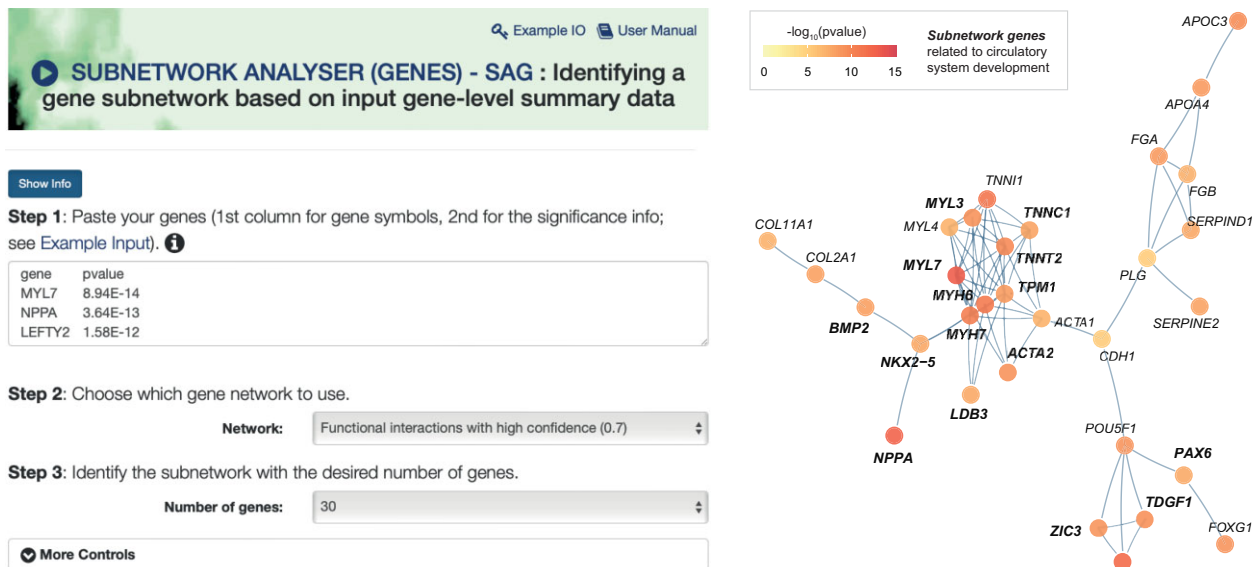 Example IO User Manual
SUBNETWORK ANALYSER (GENES) - SAG : Identifying a
gene subnetwork based on input gene-level summary data
Show Info
Step 1: Paste your genes (1st column for gene symbols, 2nd for the significance info;
see Example Input).
gene pvalue
MYL7 8.94E-14
NPPA 3.64E-13
LEFTY2 1.58E-12
Step 2: Choose which gene network to use.
Network: Functional interactions with high confidence (0.7)
Step 3: Identify the subnetwork with the desired number of genes.
Number of genes: 30
More Controls
-log10(pvalue)
0 5 10 15
Subnetwork genes
related to circulatory
system development
APOC3
APOA4
FGA
FGB
SERPIND1
PLG
SERPINE2
TNNI1
MYL3
TNNC1
MYL4
COL11A1
COL2A1
TNNT2
MYL7
TPM1
MYH6
BMP2
MYH7
ACTA1
NKX2-5
ACTA2
CDH1
LDB3
NPPA
POU5F1
PAX6
TDGF1
ZIC3
FOXG1